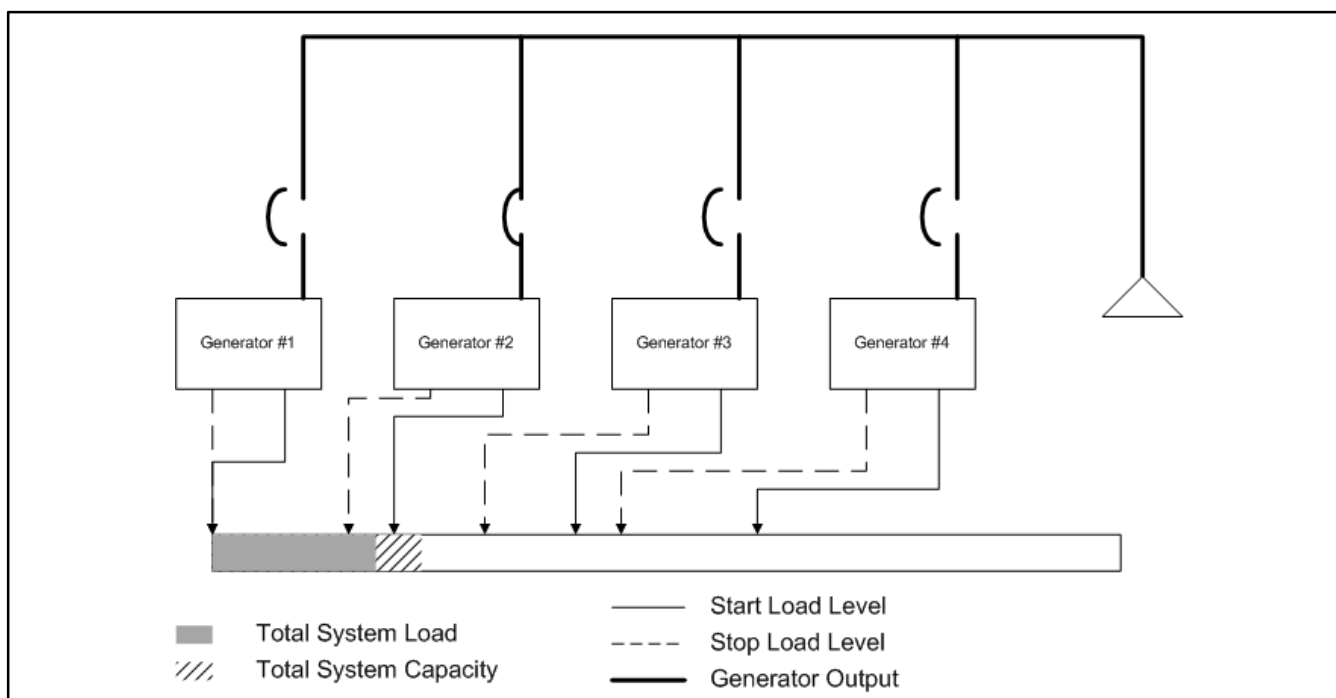 Generator #1
Generator #2
Generator #3
Generator #4
Total System Load
Total System Capacity
Start Load Level
Stop Load Level
Generator Output